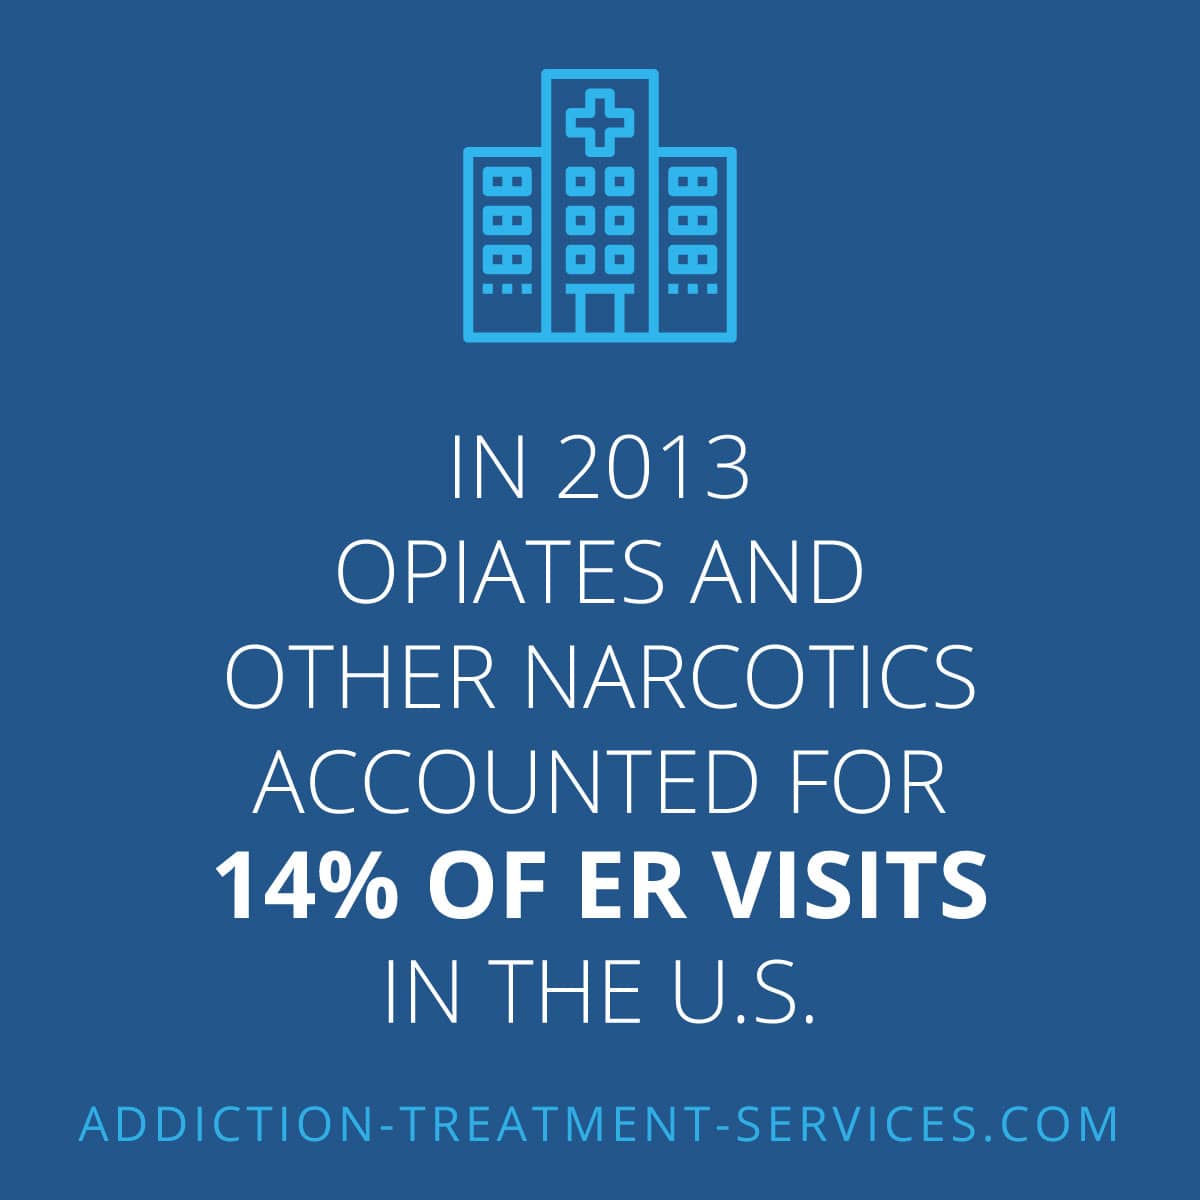 IN 2013
OPIATES AND
OTHER NARCOTICS
ACCOUNTED FOR
14% OF ER VISITS
IN THE U.S.
ADDICTION-TREATMENT-SERVICES.COM